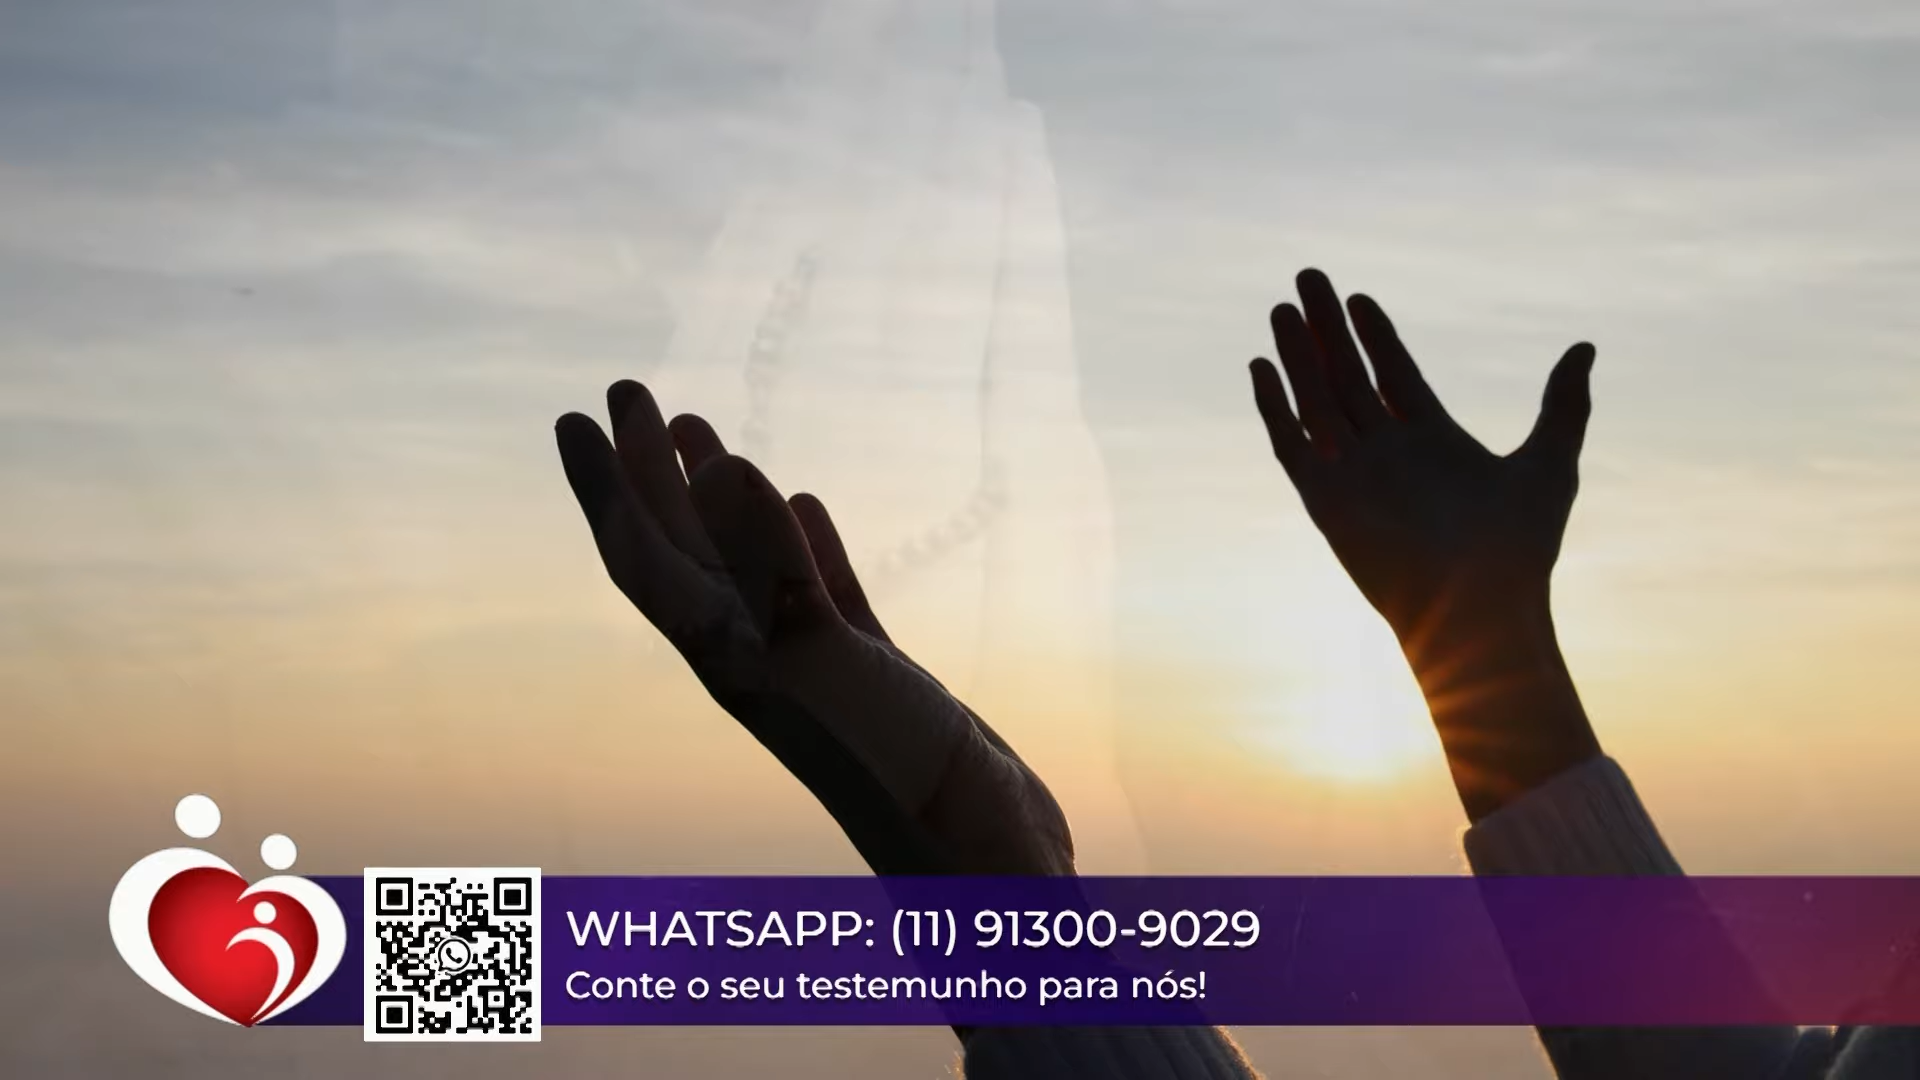 WHATSAPP: (11) 91300-9029
Conte o seu testemunho para nós!